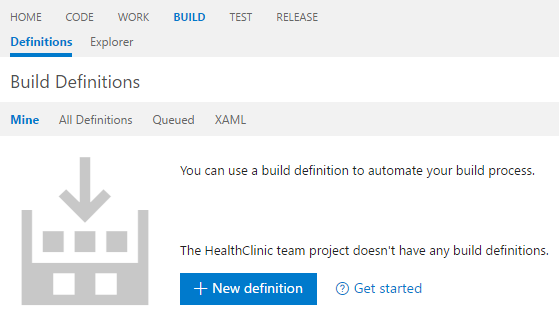 HOME CODE WORK BUILD TEST RELEASE
Definitions Explorer
Build Definitions
Mine All Definitions Queued XAML
You can use a build definition to automate your build process.
The HealthClinic team project doesn't have any build definitions.
+ New definition ? Get started